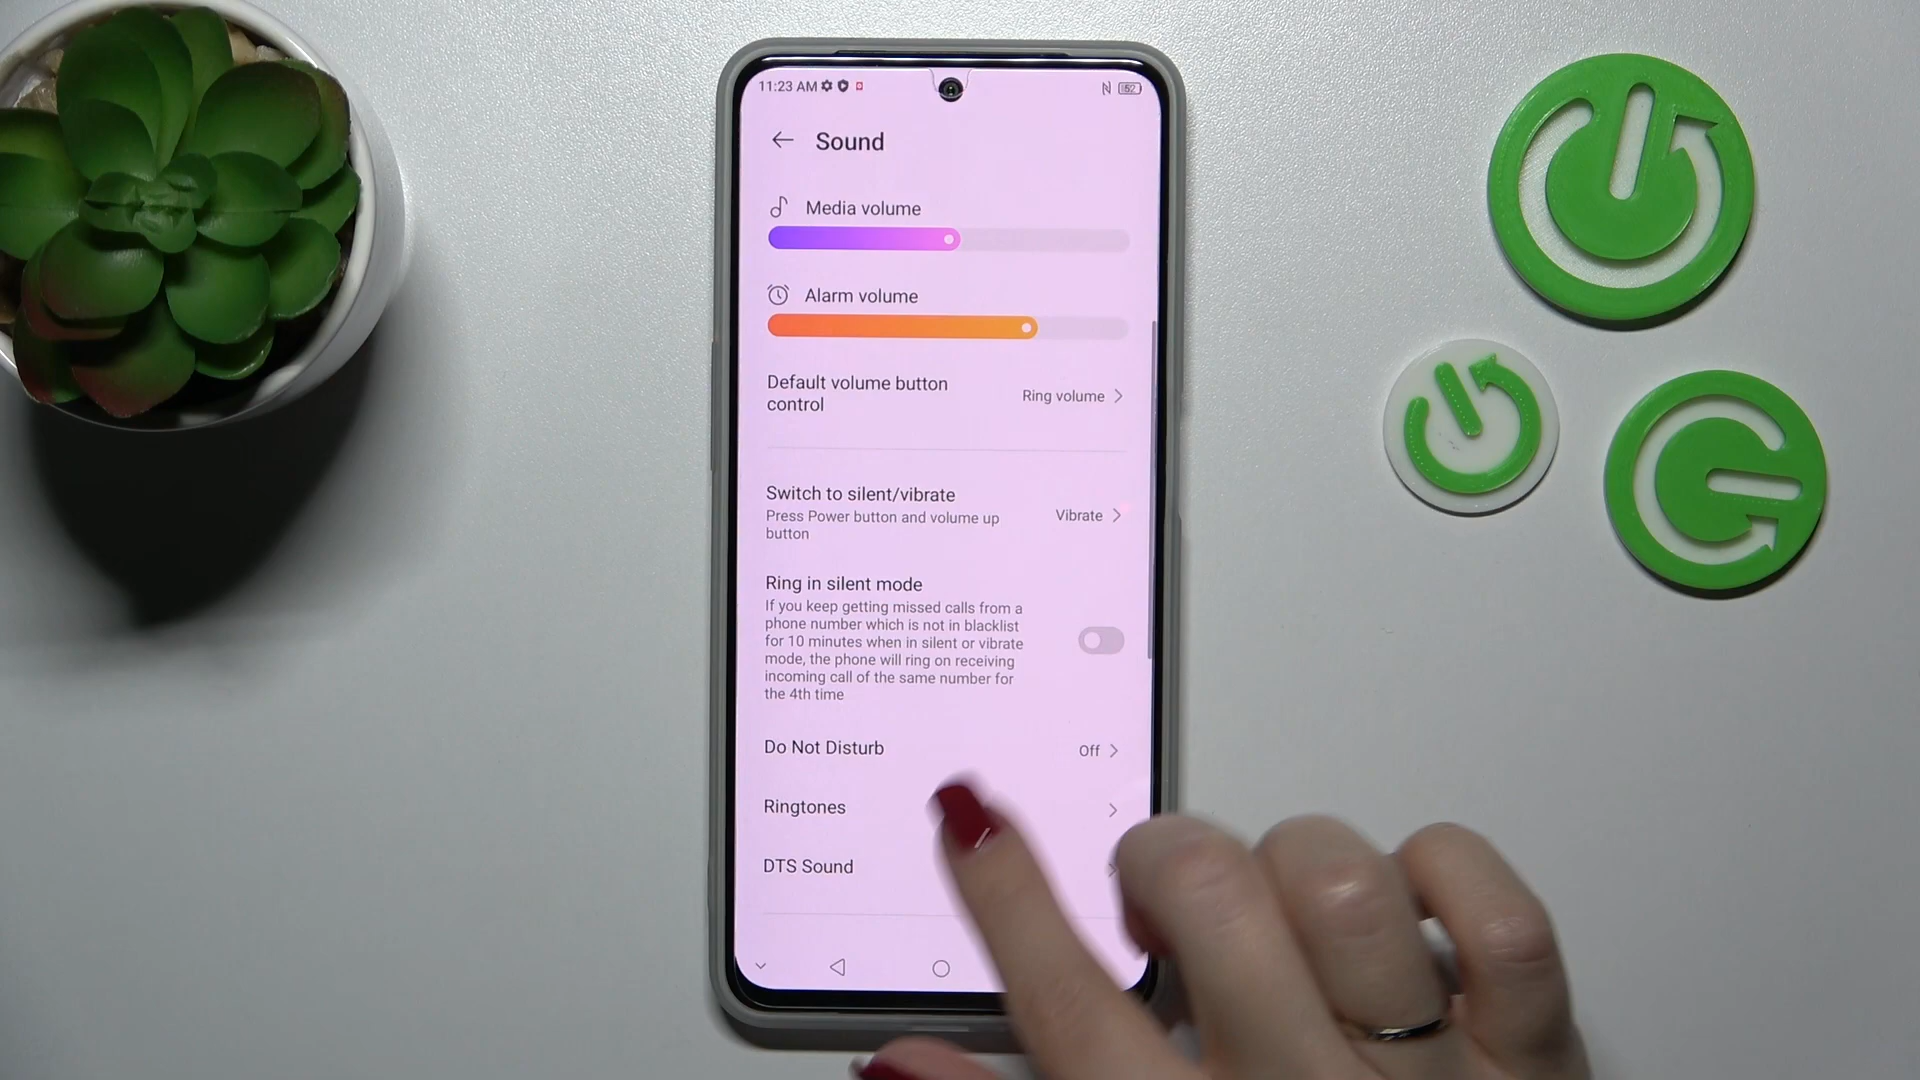 11:23 AM
52
Sound
Media volume
Alarm volume
Default volume button
control
Ring volume
Switch to silent/vibrate
Press Power button and volume up
button
Vibrate
Ring in silent mode
If you keep getting missed calls from a
phone number which is not in blacklist
for 10 minutes when in silent or vibrate
mode, the phone will ring on receiving
incoming call of the same number for
the 4th time
Do Not Disturb
Off
Ringtones
DTS Sound